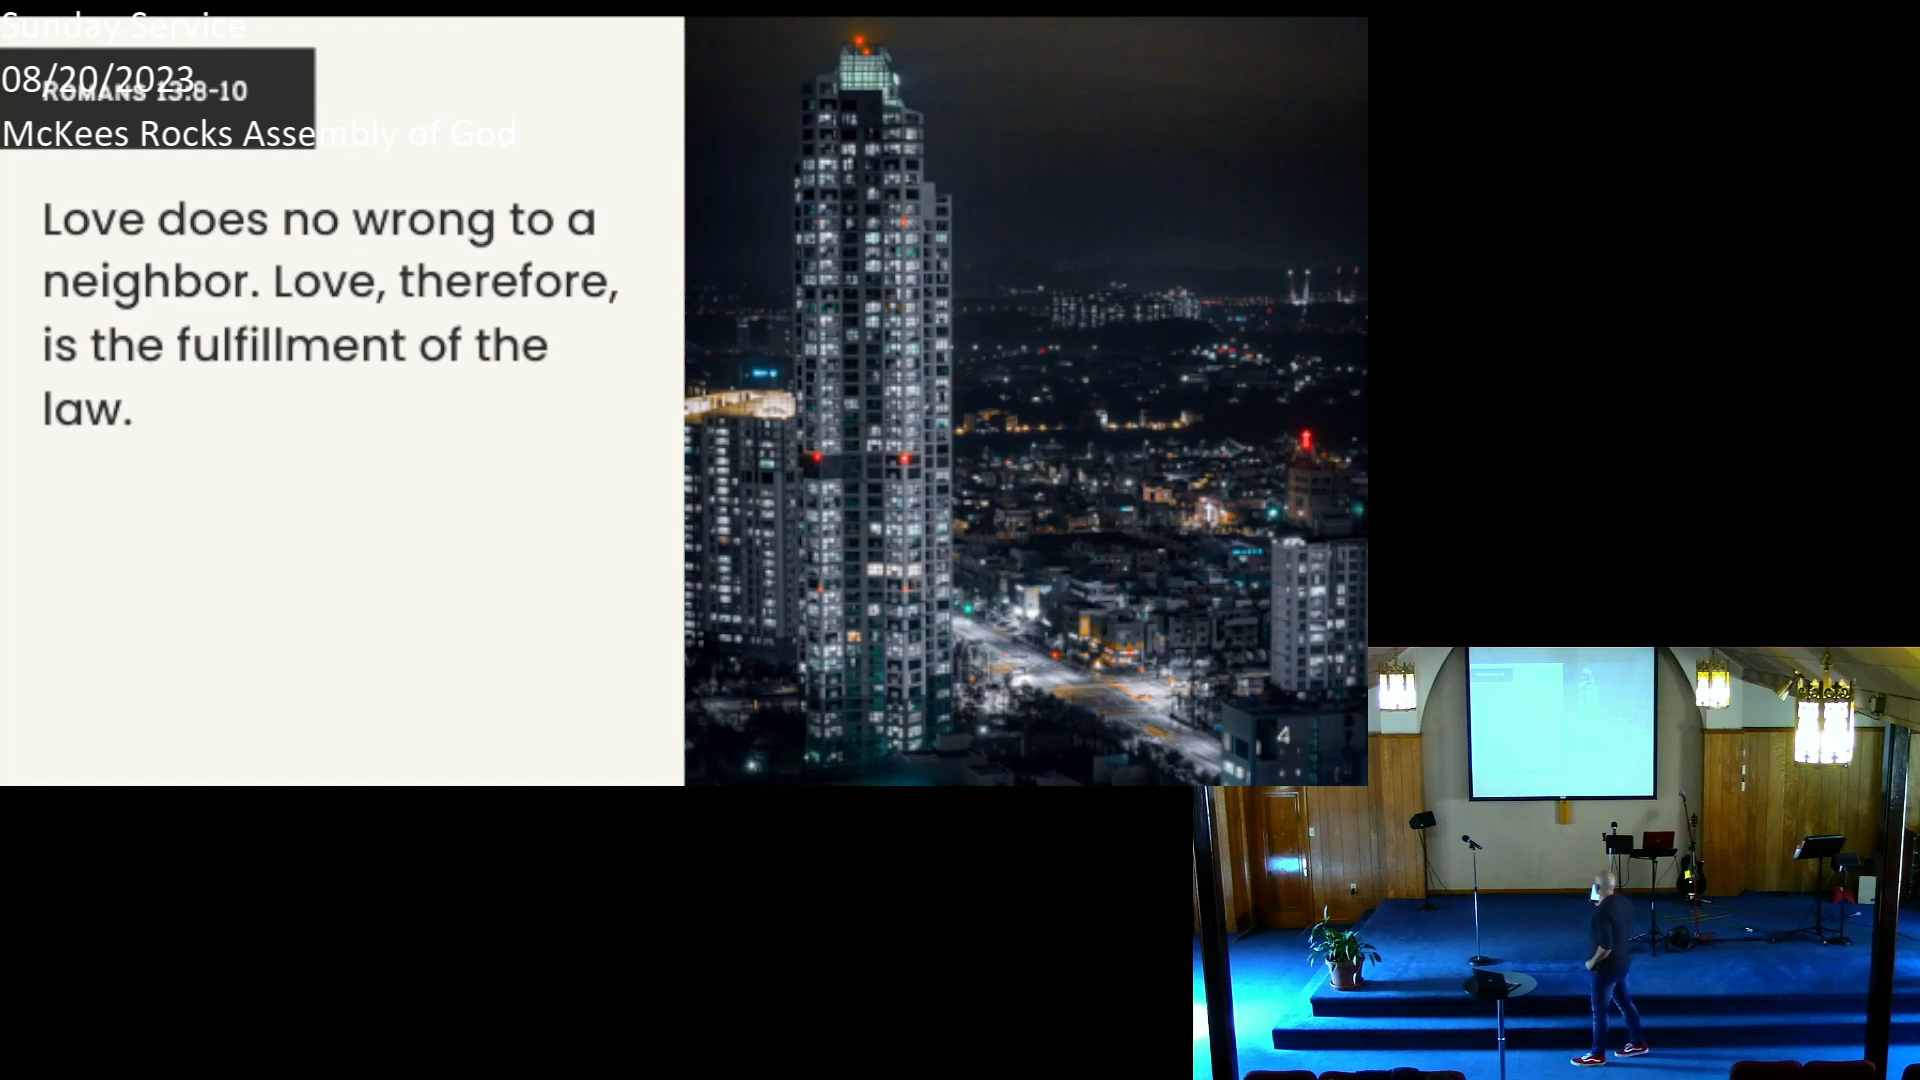 Sunday Service
08/20/2023
ROMANS 13:8-10
McKees Rocks Assembly of God
Love does no wrong to a
neighbor. Love, therefore,
is the fulfillment of the
law.
4